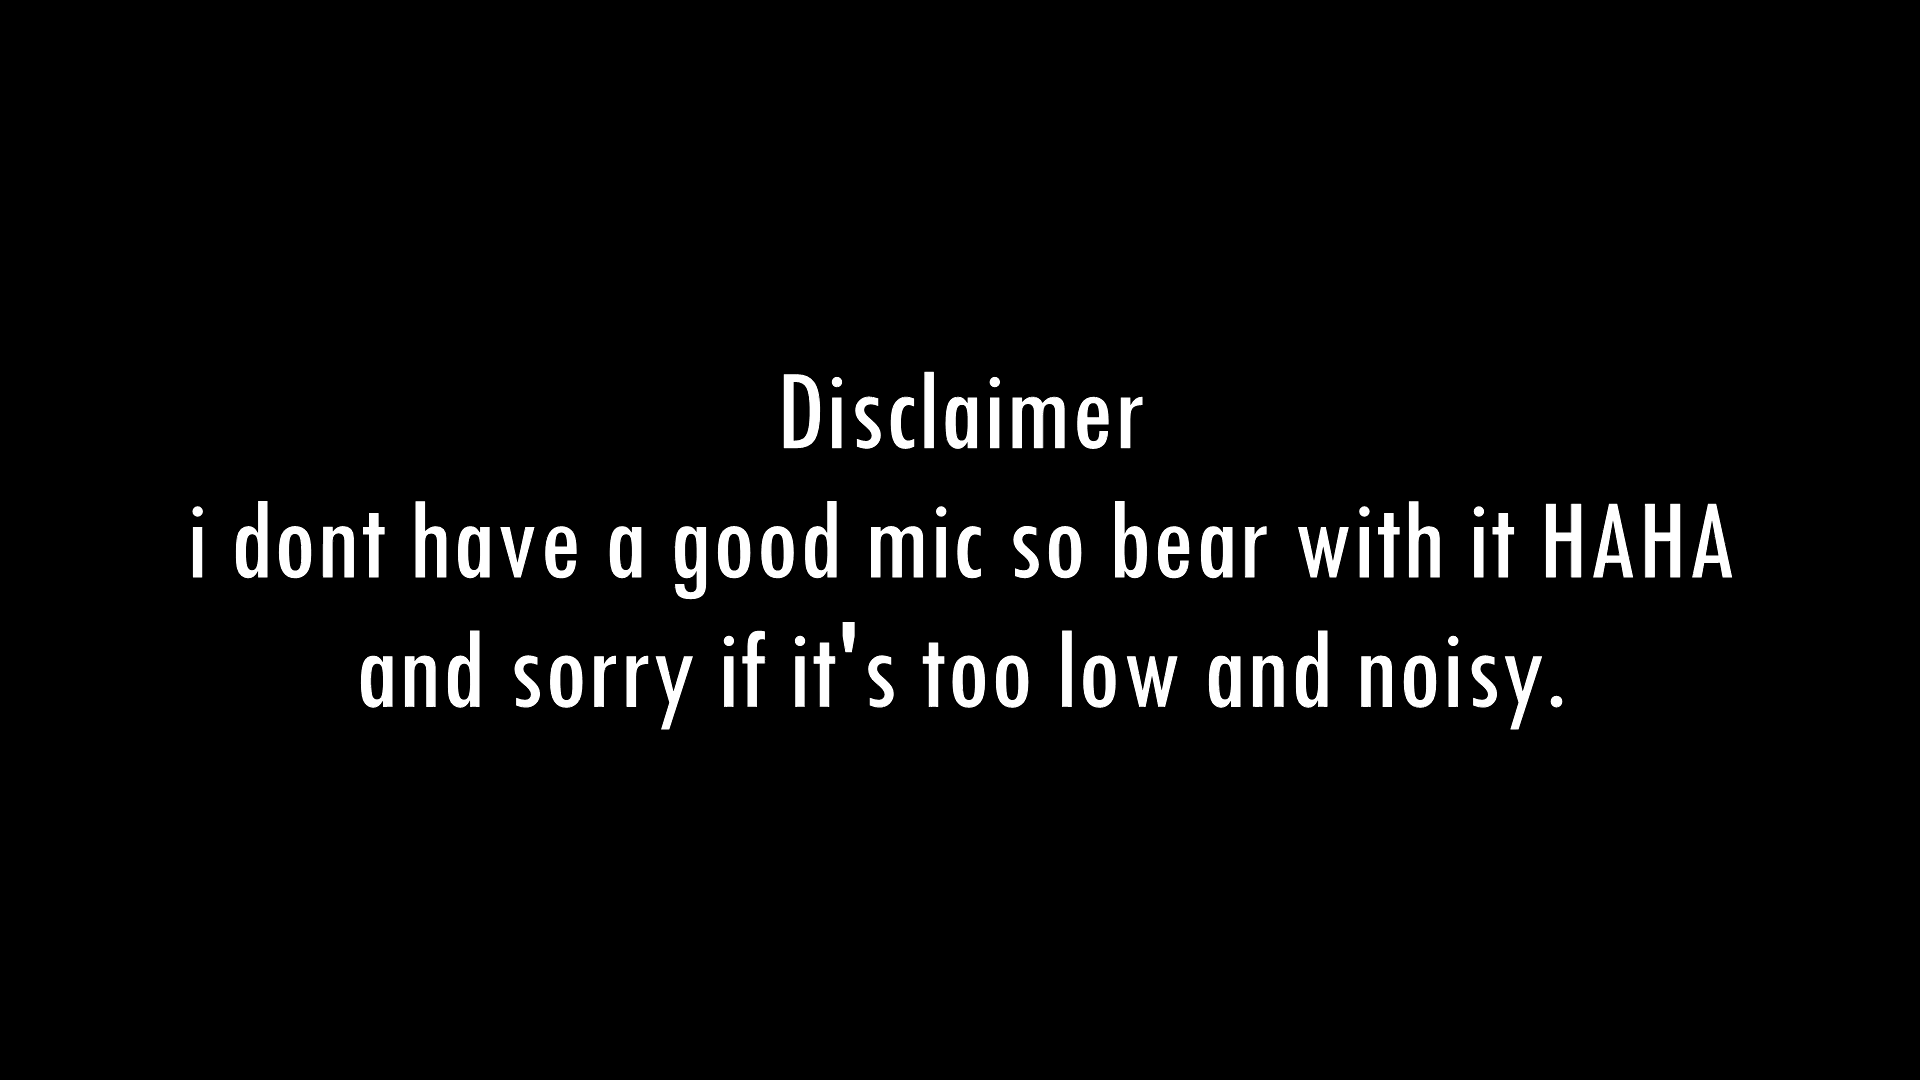 Disclaimer
i dont have a good mic so bear with it HAHA
and sorry if it's too low and noisy.